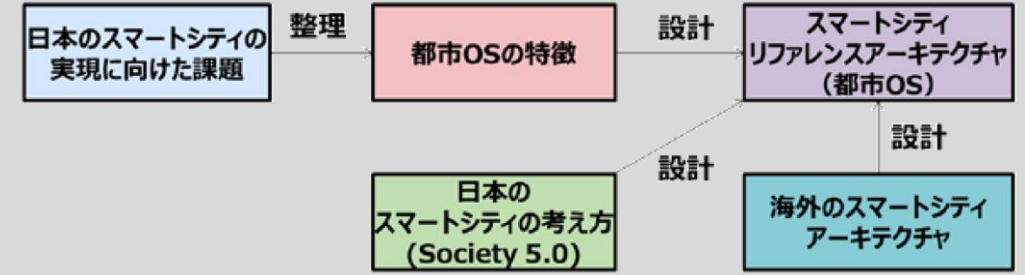 日本のスマートシティの
実現に向けた課題
整理
都市OSの特徴
設計
スマートシティ
リファレンスアーキテクチャ
（都市OS）
設計
設計
日本の
スマートシティの考え方
(Society 5.0)
海外のスマートシティ
アーキテクチャ